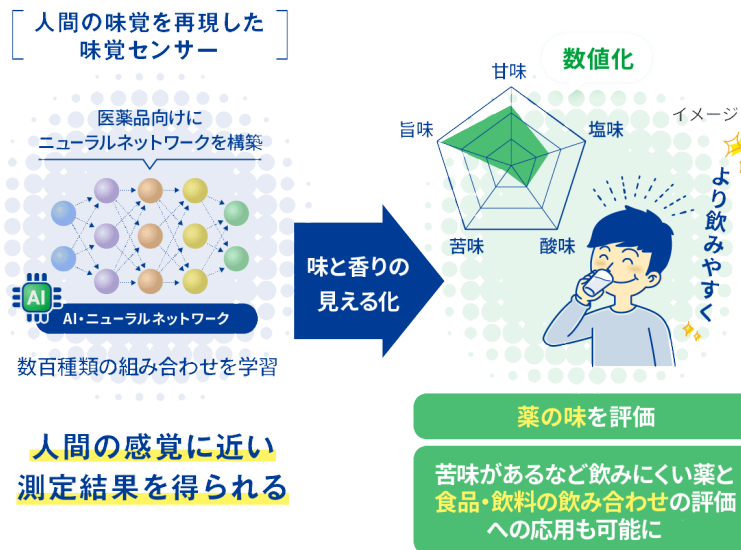 人間の味覚を再現した
味覚センサー
医薬品向けに
ニューラルネットワークを構築
AI
AI・ニューラルネットワーク
数百種類の組み合わせを学習
人間の感覚に近い
測定結果を得られる
味と香りの
見える化
数値化
イメージ
甘味
旨味
塩味
苦味
酸味
より飲みやすく
薬の味を評価
苦味があるなど飲みにくい薬と
食品・飲料の飲み合わせの評価
への応用も可能に